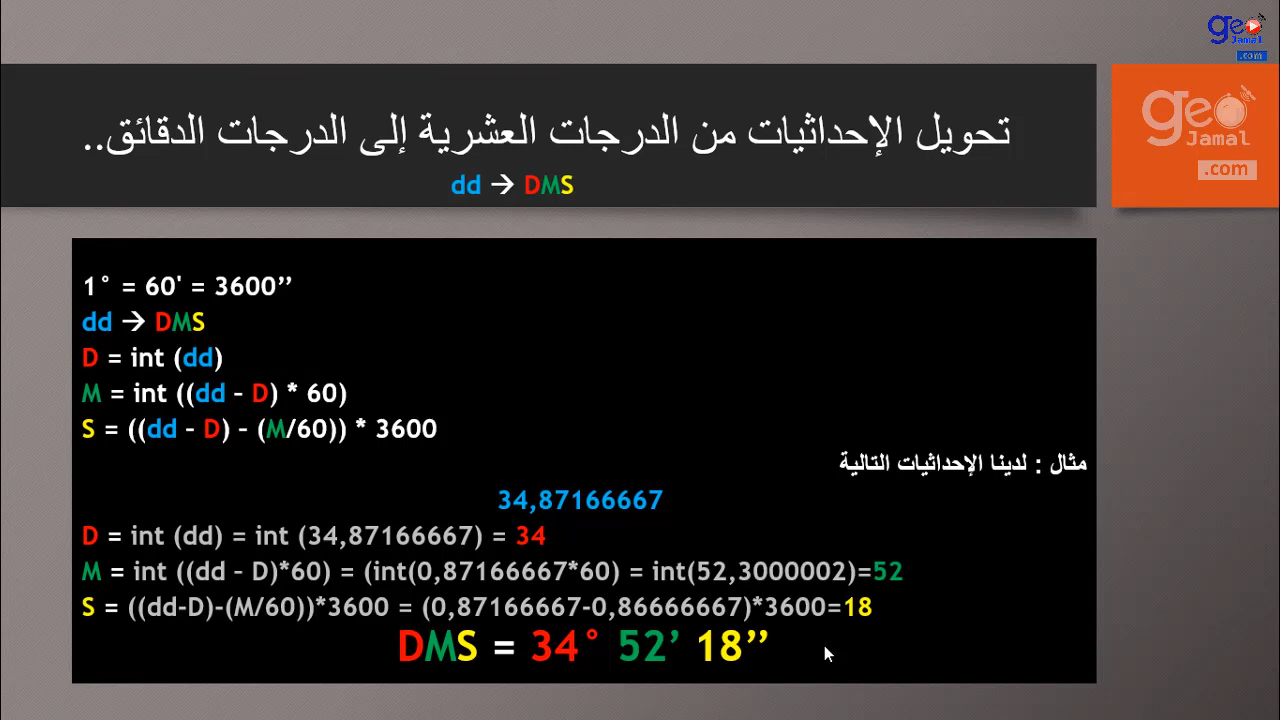 geo
Jamal
.com
تحويل الإحداثيات من الدرجات العشرية إلى الدرجات الدقائق..
dd → DMS
geo
Jamal
.com
1° = 60' = 3600’’
dd → DMS
D = int (dd)
M = int ((dd – D) * 60)
S = ((dd – D) – (M/60)) * 3600
مثال : لدينا الإحداثيات التالية
34,87166667
D = int (dd) = int (34,87166667) = 34
M = int ((dd – D)*60) = (int(0,87166667*60) = int(52,3000002)=52
S = ((dd-D)-(M/60))*3600 = (0,87166667-0,86666667)*3600=18
DMS = 34° 52’ 18’’